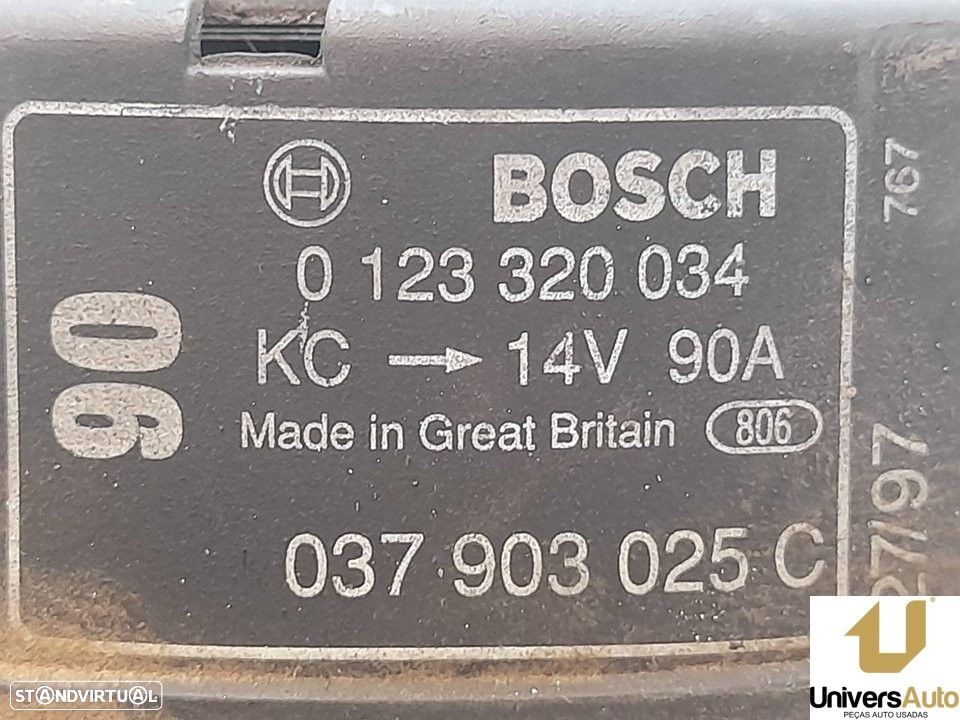 BOSCH
0 123 320 034
KC → 14V 90A
Made in Great Britain 806
037 903 025 C
90
767
27/97
STANDVIRTUAL
UniversAuto
PEÇAS AUTO USADAS